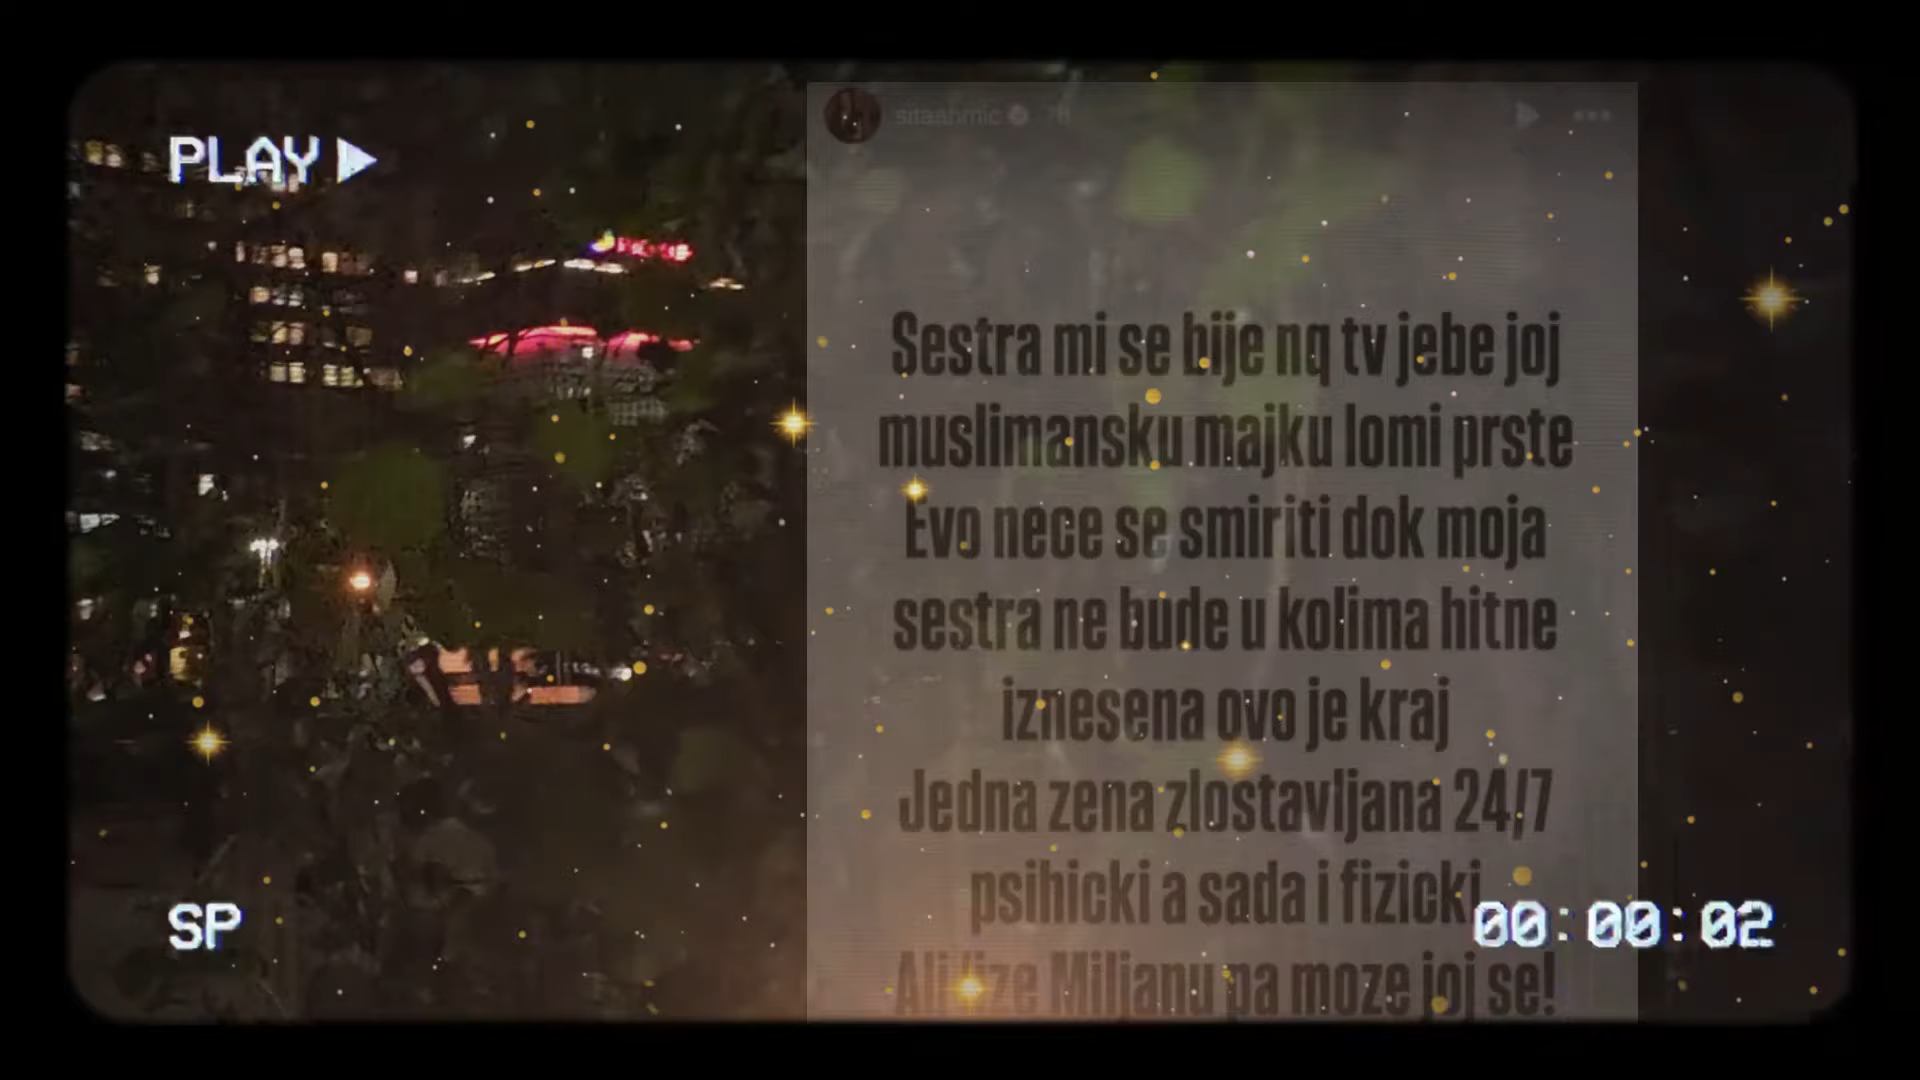 PLAY
Sestra mi se bije nq tv jebe joj
muslimansku majku lomi prste
Evo nece se smiriti dok moja
sestra ne bude u kolima hitne
iznesena ovo je kraj
Jedna zena zlostavljana 24/7
psihicki a sada i fizicki
Ali lize Miljanu pa moze joj se!
SP
00:00:02